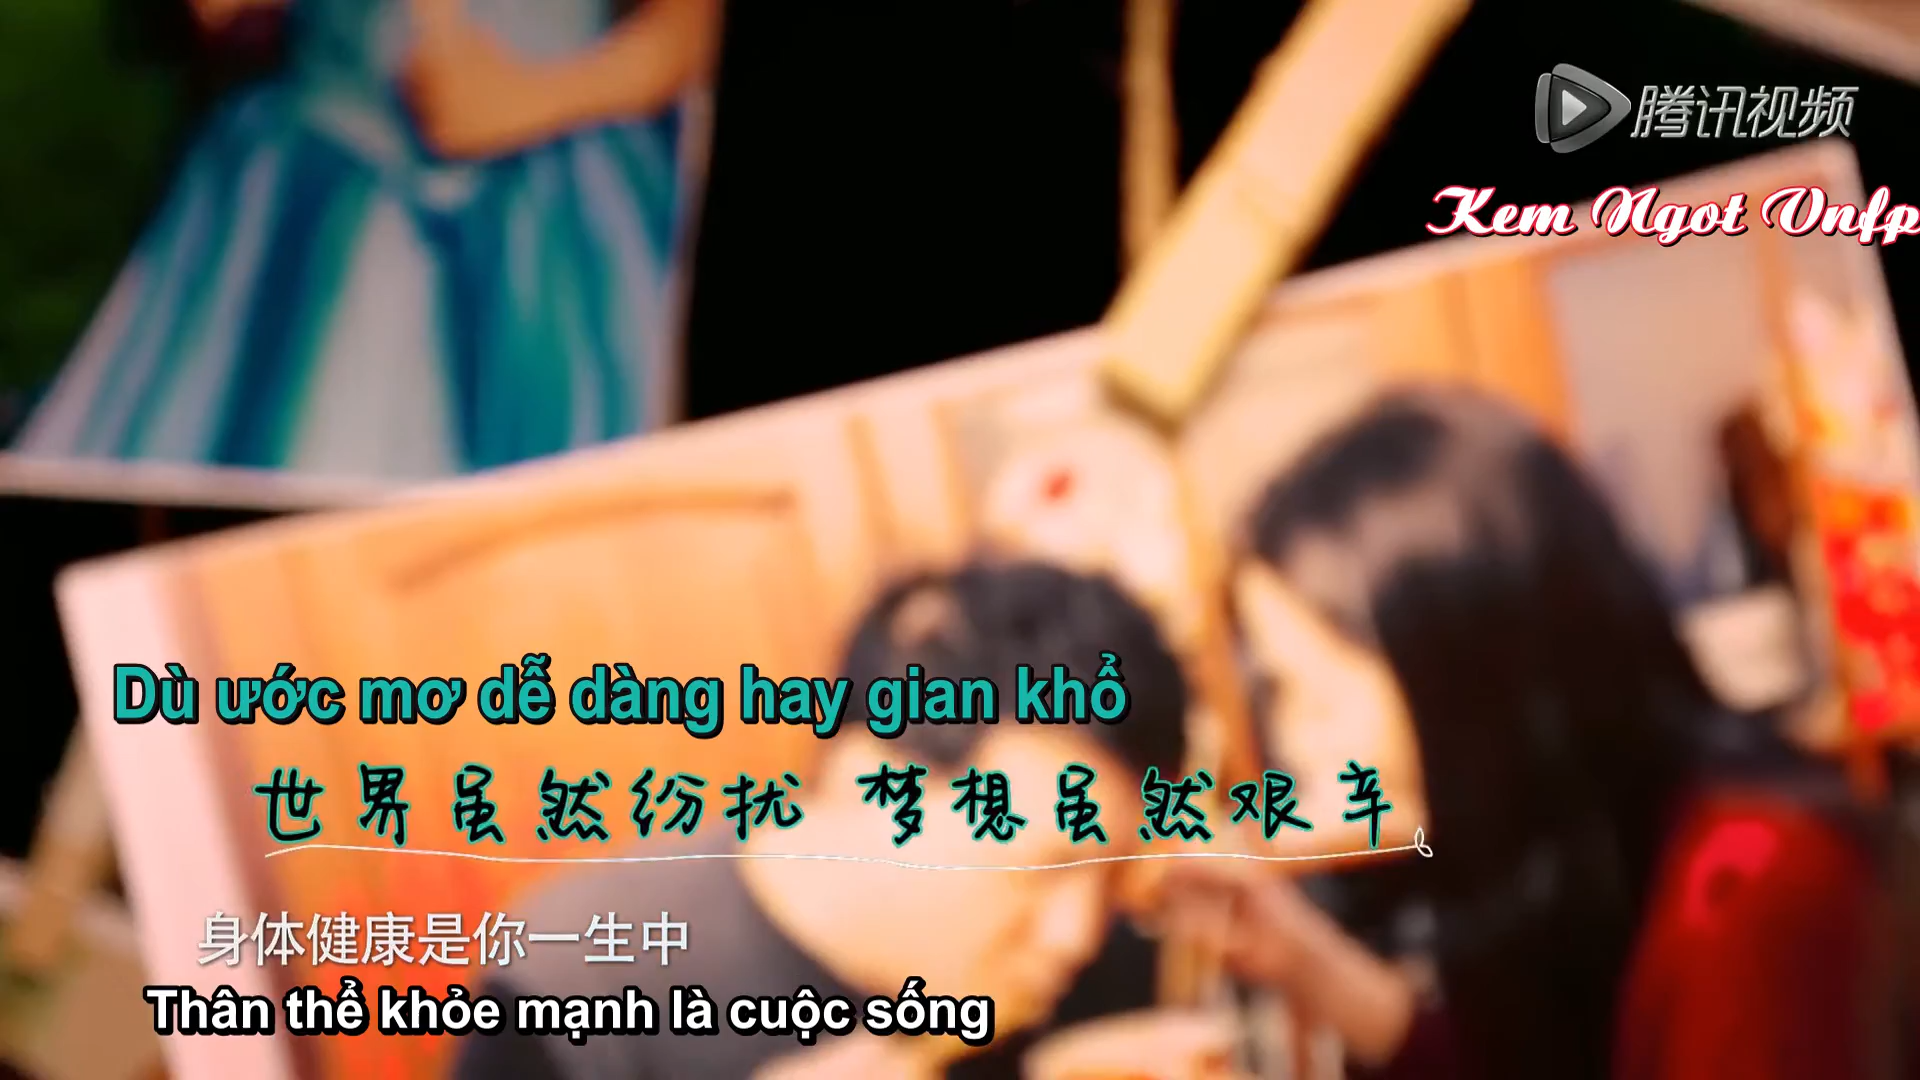 腾讯视频
Kem Ngot Vnfp
Dù ước mơ dễ dàng hay gian khổ
世界虽然纷扰 梦想虽然艰辛
身体健康是你一生中
Thân thể khỏe mạnh là cuộc sống